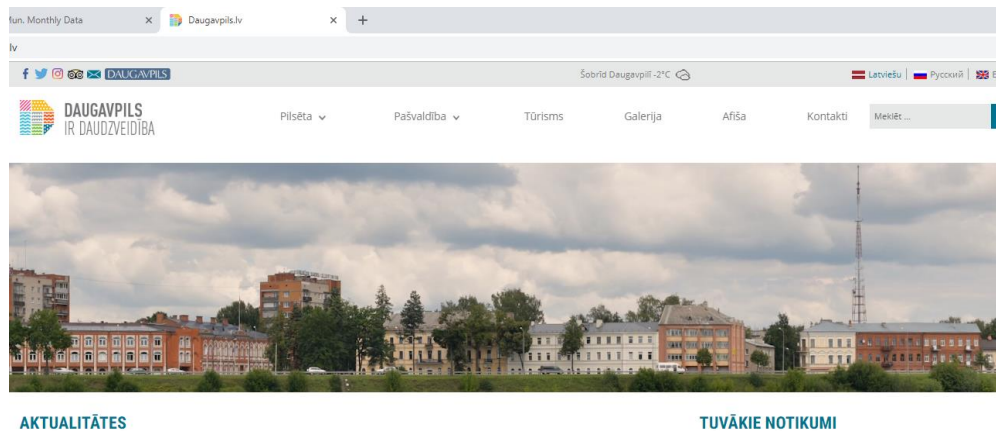 Mun. Monthly Data
Daugavpils.lv
lv
DAUGAVPILS
Šobrīd Daugavpilī -2°C
Latviešu
Русский
DAUGAVPILS
IR DAUDZVEIDĪBA
Pilsēta
Pašvaldība
Tūrisms
Galerija
Afiša
Kontakti
Meklēt ...
AKTUALITĀTES
TUVĀKIE NOTIKUMI